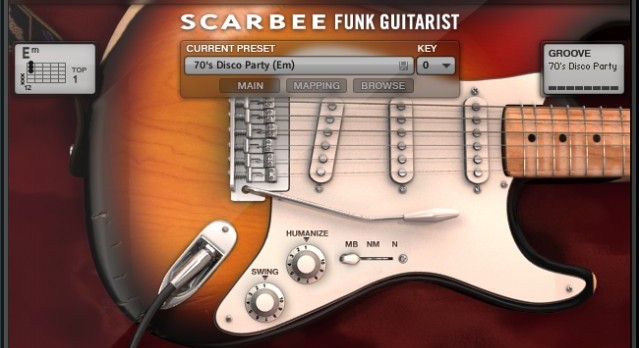 SCARBEE FUNK GUITARIST
CURRENT PRESET
KEY
70's Disco Party (Em)
0
MAIN
MAPPING
BROWSE
Em
TOP
1
12
GROOVE
70's Disco Party
HUMANIZE
MB NM N
SWING